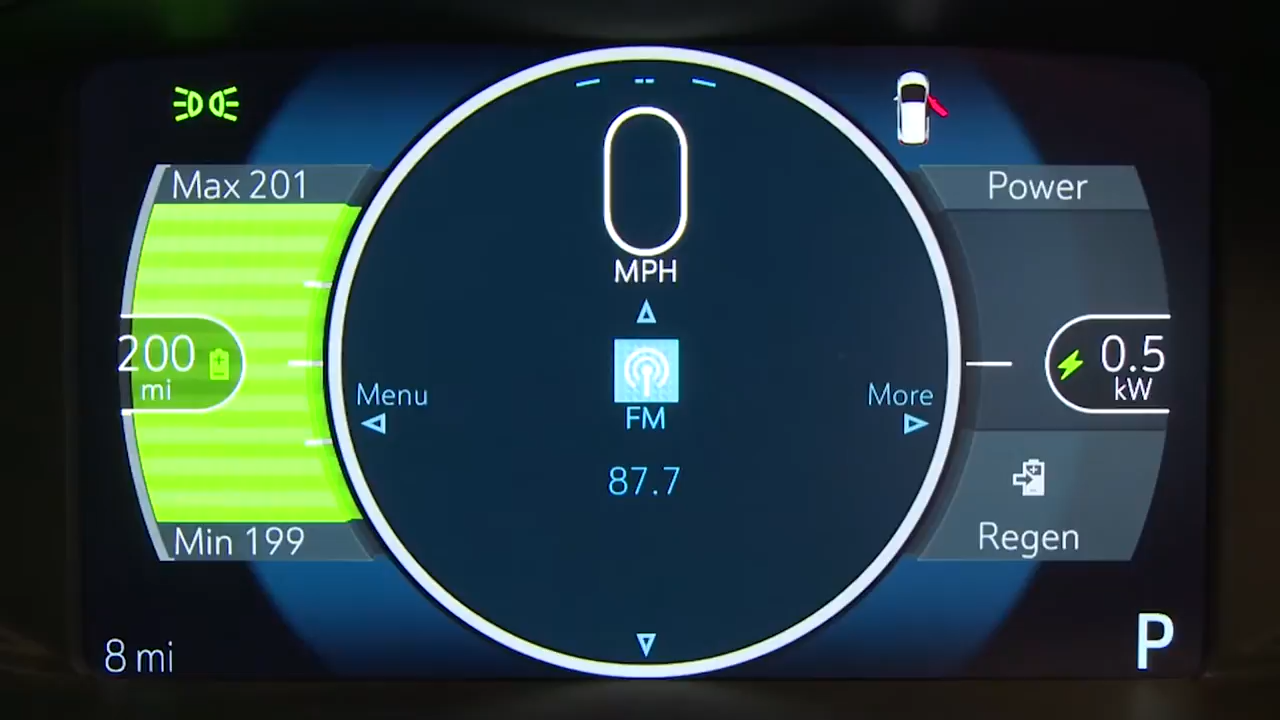 Max 201
Power
0
MPH
200
mi
0.5
kW
Menu
More
FM
87.7
Min 199
Regen
8 mi
P